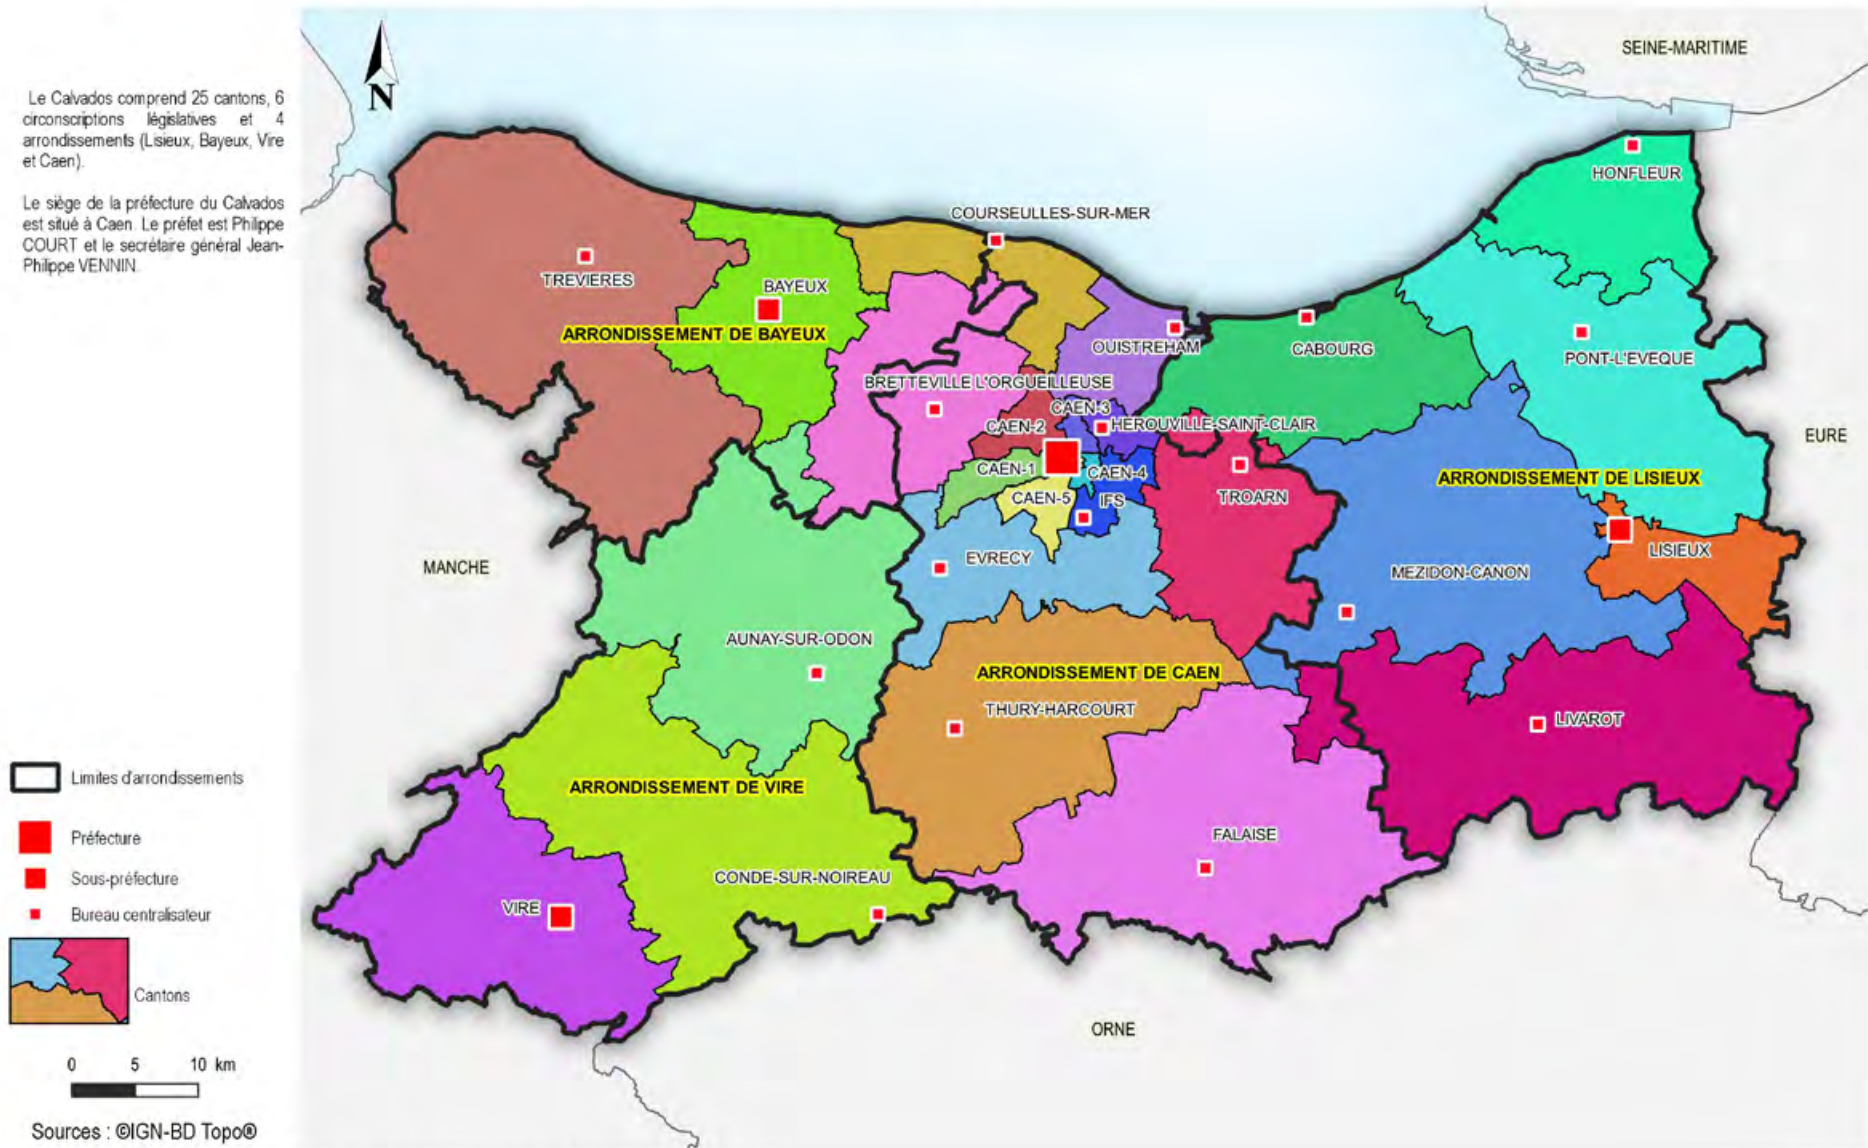 Le Calvados comprend 25 cantons, 6
circonscriptions législatives et 4
arrondissements (Lisieux, Bayeux, Vire
et Caen).
Le siège de la préfecture du Calvados
est situé à Caen. Le préfet est Philippe
COURT et le secrétaire général Jean-
Philippe VENNIN.
N
SEINE-MARITIME
HONFLEUR
COURSEULLES-SUR-MER
TREVIERES
BAYEUX
ARRONDISSEMENT DE BAYEUX
OUISTREHAM
CABOURG
PONT-L'EVEQUE
BRETTEVILLE L'ORGUEILLEUSE
CAEN-3
CAEN-2
HEROUVILLE-SAINT-CLAIR
EURE
CAEN-1
CAEN-4
ARRONDISSEMENT DE LISIEUX
CAEN-5
IFS
TROARN
LISIEUX
EVRECY
MANCHE
MEZIDON-CANON
AUNAY-SUR-ODON
ARRONDISSEMENT DE CAEN
THURY-HARCOURT
LIVAROT
ARRONDISSEMENT DE VIRE
FALAISE
CONDE-SUR-NOIREAU
VIRE
ORNE
Limites d'arrondissements
Préfecture
Sous-préfecture
Bureau centralisateur
Cantons
0 5 10 km
Sources : ©IGN-BD Topo®